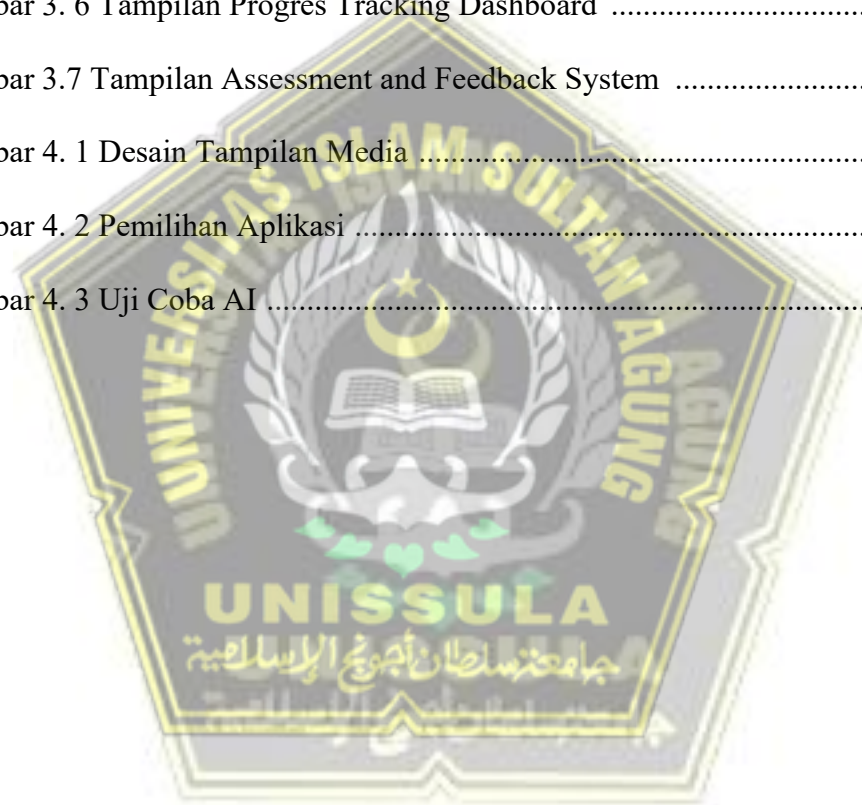 bar 3. 6 Tampilan Progres Tracking Dashboard ..............................
bar 3.7 Tampilan Assessment and Feedback System .......................
bar 4. 1 Desain Tampilan Media .......................................................
bar 4. 2 Pemilihan Aplikasi ...............................................................
bar 4. 3 Uji Coba AI ..........................................................................
UNIVERSITAS ISLAM SULTAN AGUNG
UNISSULA
جامعنسلطان أجونج الإسلامية